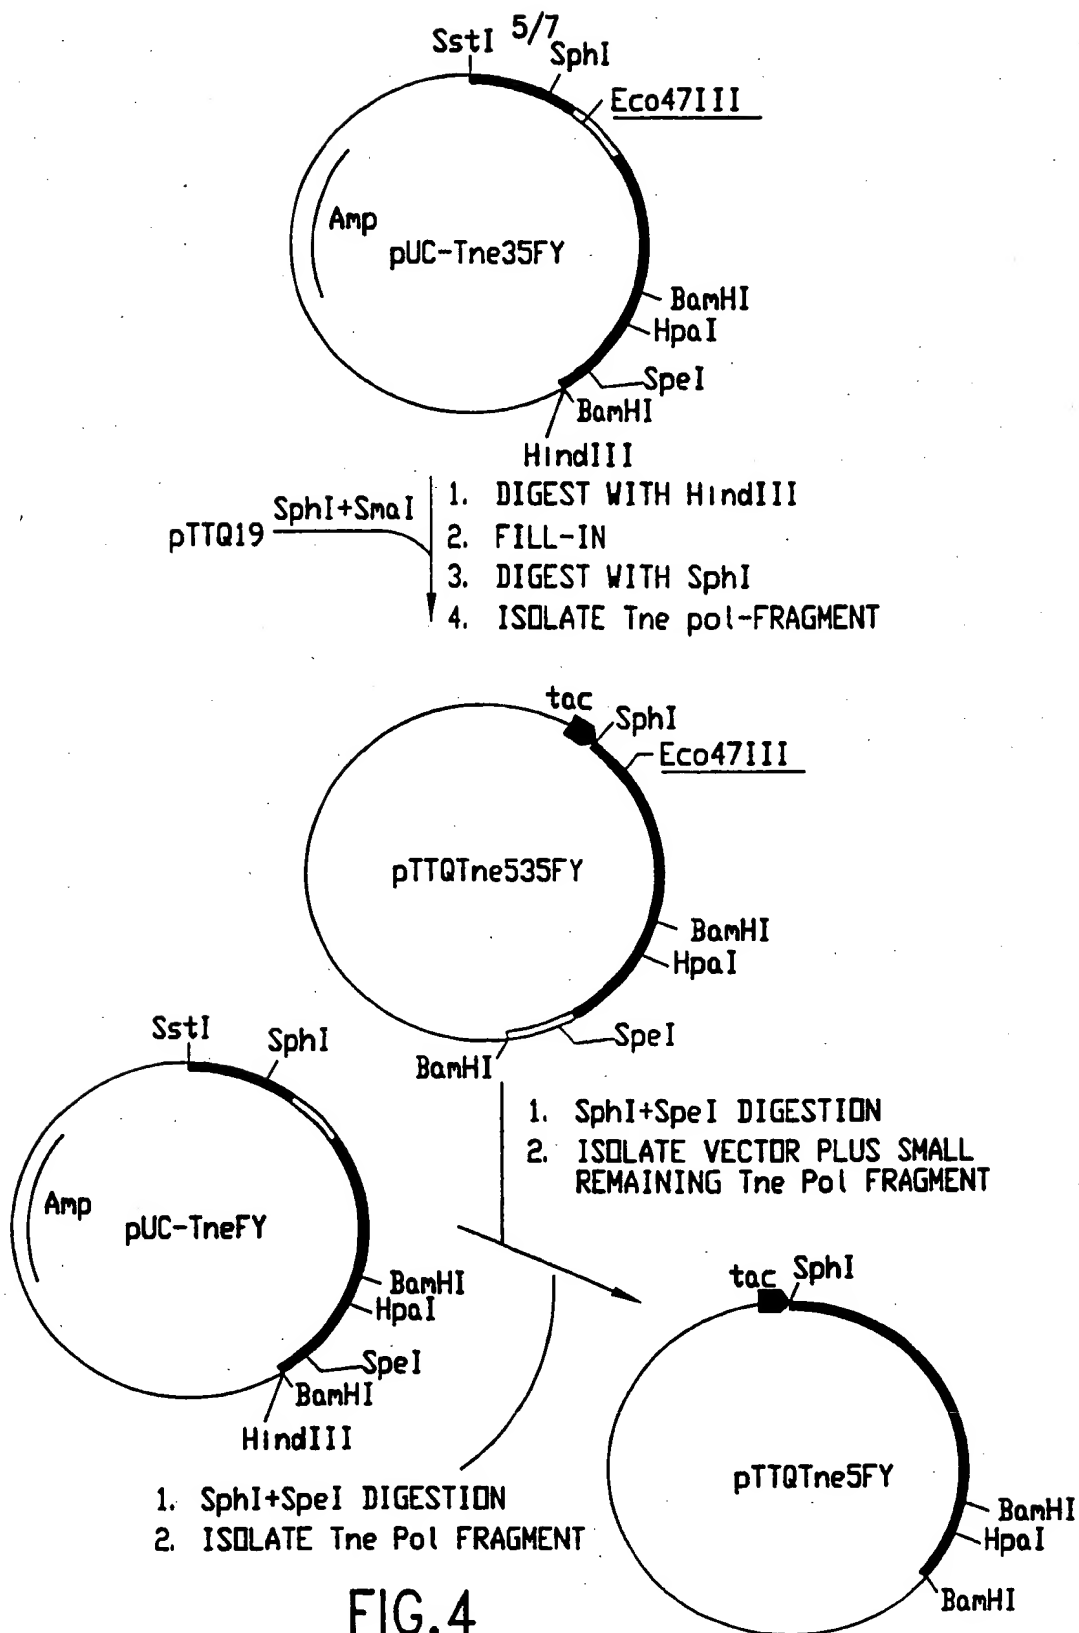 5/7
SstI
SphI
Eco47III
Amp
pUC-Tne35FY
BamHI
HpaI
SpeI
BamHI
HindIII
pTTQ19
SphI+SmaI
1. DIGEST WITH HindIII
2. FILL-IN
3. DIGEST WITH SphI
4. ISOLATE Tne pol-FRAGMENT
tac
SphI
Eco47III
pTTQTne535FY
BamHI
HpaI
SpeI
BamHI
1. SphI+SpeI DIGESTION
2. ISOLATE VECTOR PLUS SMALL
REMAINING Tne Pol FRAGMENT
SstI
SphI
Amp
pUC-TneFY
BamHI
HpaI
SpeI
BamHI
HindIII
1. SphI+SpeI DIGESTION
2. ISOLATE Tne Pol FRAGMENT
tac
SphI
pTTQTne5FY
BamHI
HpaI
BamHI
FIG.4